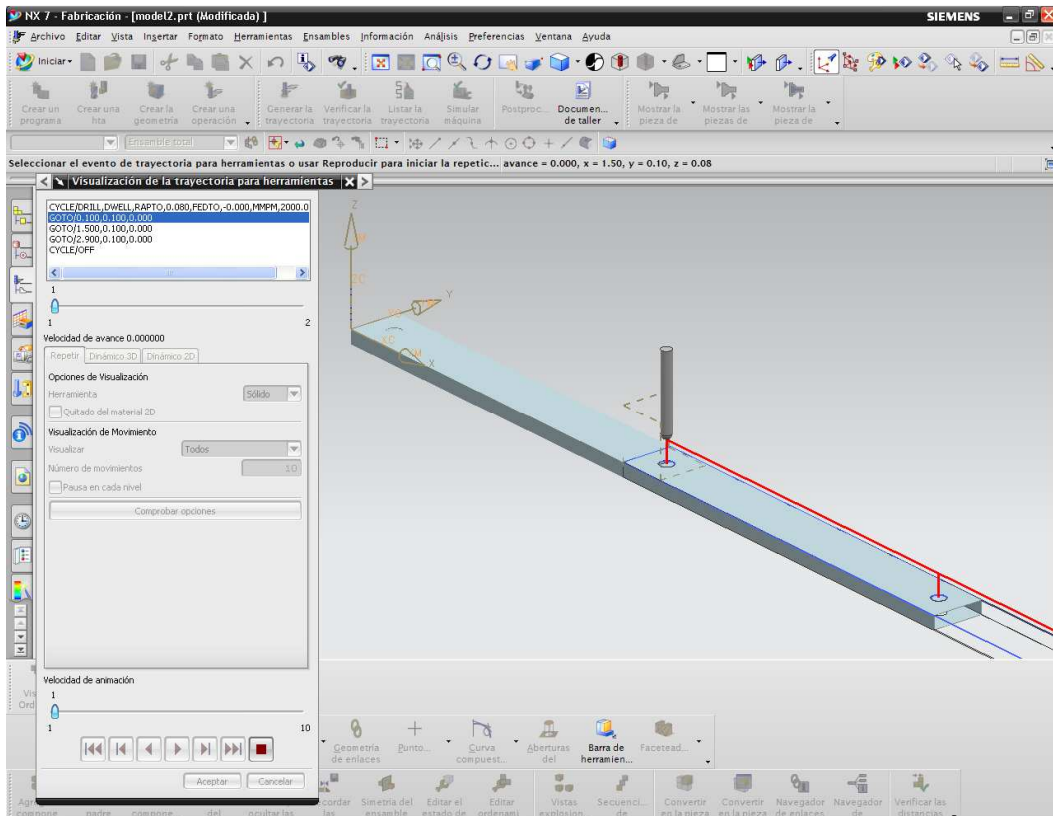 NX 7 - Fabricación - [model2.prt (Modificada) ]
SIEMENS
Archivo Editar Vista Insertar Formato Herramientas Ensambles Información Análisis Preferencias Ventana Ayuda
Iniciar
Crear un programa
Crear una hta
Crear la geometría
Crear una operación
Generar la trayectoria
Verificar la trayectoria
Listar la trayectoria
Simular máquina
Postproc...
Documen... de taller
Mostrar la pieza de
Mostrar las piezas de
Mostrar la pieza de
Ensamble total
Seleccionar el evento de trayectoria para herramientas o usar Reproducir para iniciar la repetic... avance = 0.000, x = 1.50, y = 0.10, z = 0.08
Visualización de la trayectoria para herramientas
CYCLE/DRILL,DWELL,RAPTO,0.080,FEDTO,-0.000,MMPM,2000.0
GOTO/0.100,0.100,0.000
GOTO/1.500,0.100,0.000
GOTO/2.900,0.100,0.000
CYCLE/OFF
1
1 2
Velocidad de avance 0.000000
Repetir Dinámico 3D Dinámico 2D
Opciones de Visualización
Herramienta Sólido
Quitado del material 2D
Visualización de Movimiento
Visualizar Todos
Número de movimientos 10
Pausa en cada nivel
Comprobar opciones
Velocidad de animación
1
1 10
Aceptar Cancelar
Z
Y
XC
X
Geometría de enlaces
Punto...
Curva compuest...
Aberturas del
Barra de herramien...
Facetead...
Simetría del ensamble
Editar el estado de
Editar ordenami
Vistas explosion
Secuenci... de
Convertir en la pieza
Convertir en la pieza
Navegador de enlaces
Navegador de
Verificar las distancias